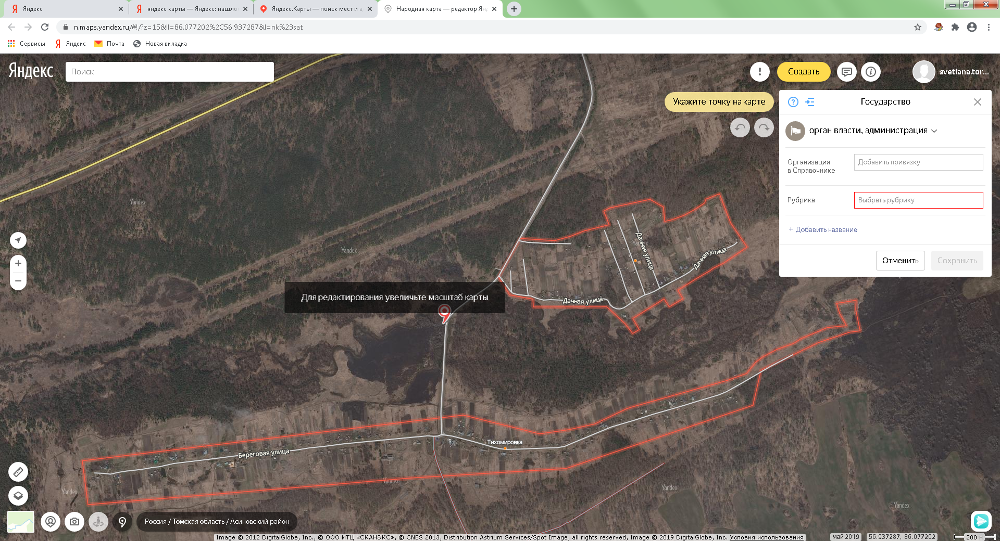 Яндекс
яндекс карты — Яндекс: нашло
Яндекс.Карты — поиск мест и а
Народная карта — редактор Ян
n.maps.yandex.ru/#!/?z=15&ll=86.077202%2C56.937287&l=nk%23sat
Сервисы
Яндекс
Почта
Новая вкладка
Яндекс
Поиск
Создать
svetlana.tor...
Укажите точку на карте
Государство
орган власти, администрация
Организация
в Справочнике
Добавить привязку
Рубрика
Выбрать рубрику
+ Добавить название
Отменить
Сохранить
Yandex
Yandex
Дачная улица
Дачная улица
Для редактирования увеличьте масштаб карты
Дачная улица
Тихомировка
Береговая улица
Yandex
Yandex
Yandex
Yandex
Россия / Томская область / Асиновский район
Image © 2012 DigitalGlobe, Inc., © ООО ИТЦ «СКАНЭКС», © CNES 2013, Distribution Astrium Services/Spot Image, all rights reserved, Image © 2019 DigitalGlobe, Inc. Условия использования
май 2019
56.937287, 86.077202
200 м